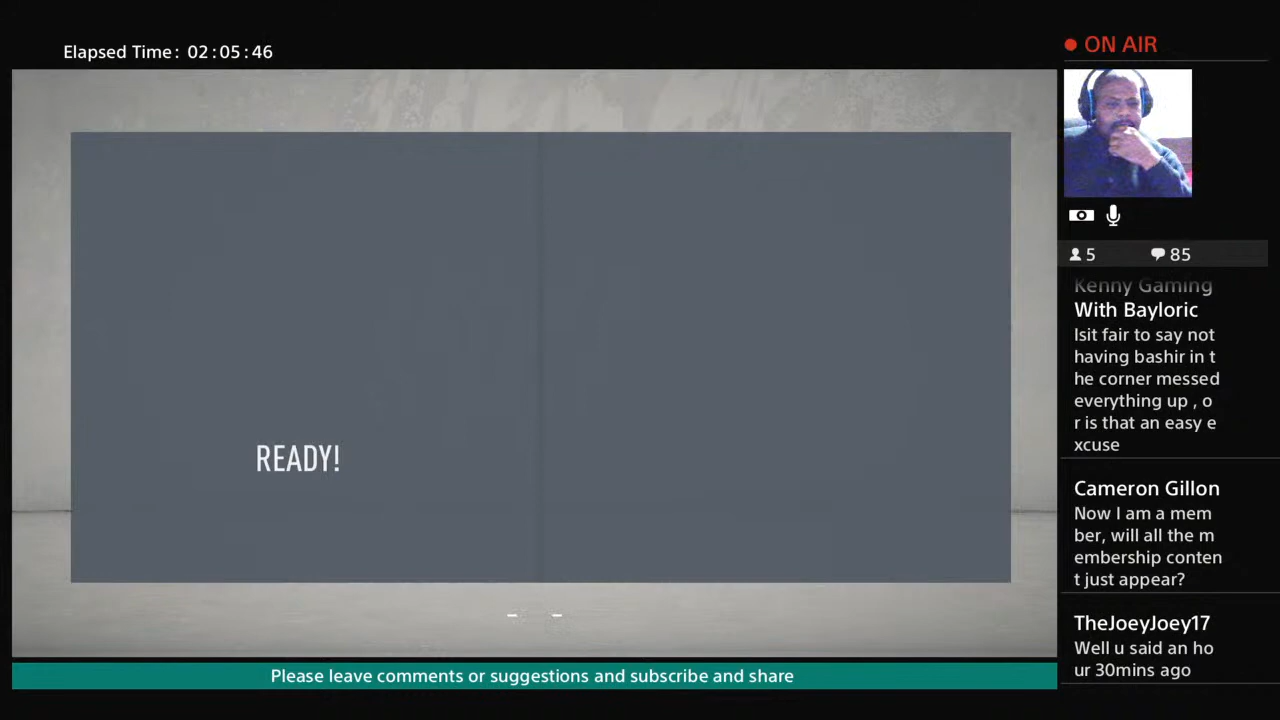 Elapsed Time: 02:05:46
ON AIR
5 85
Kenny Gaming
With Bayloric
Isit fair to say not
having bashir in t
he corner messed
everything up , o
r is that an easy e
xcuse
Cameron Gillon
Now I am a mem
ber, will all the m
embership conten
t just appear?
TheJoeyJoey17
Well u said an ho
ur 30mins ago
READY!
Please leave comments or suggestions and subscribe and share